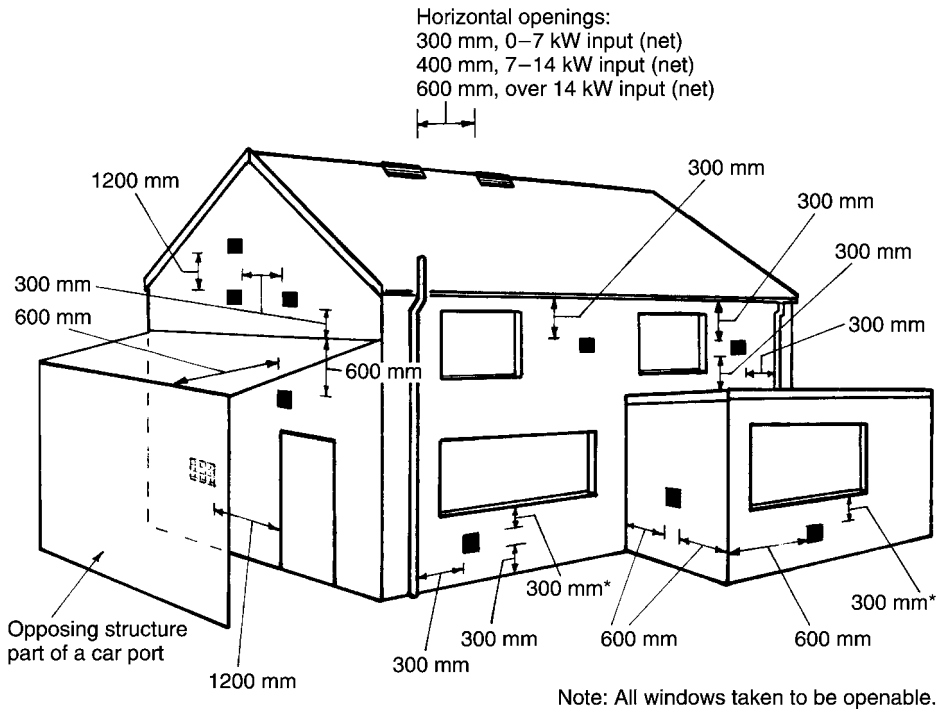 Horizontal openings:
300 mm, 0–7 kW input (net)
400 mm, 7–14 kW input (net)
600 mm, over 14 kW input (net)
1200 mm
300 mm
300 mm
300 mm
300 mm
600 mm
300 mm
600 mm
300 mm*
300 mm*
Opposing structure
part of a car port
300 mm
600 mm
600 mm
300 mm
1200 mm
Note: All windows taken to be openable.